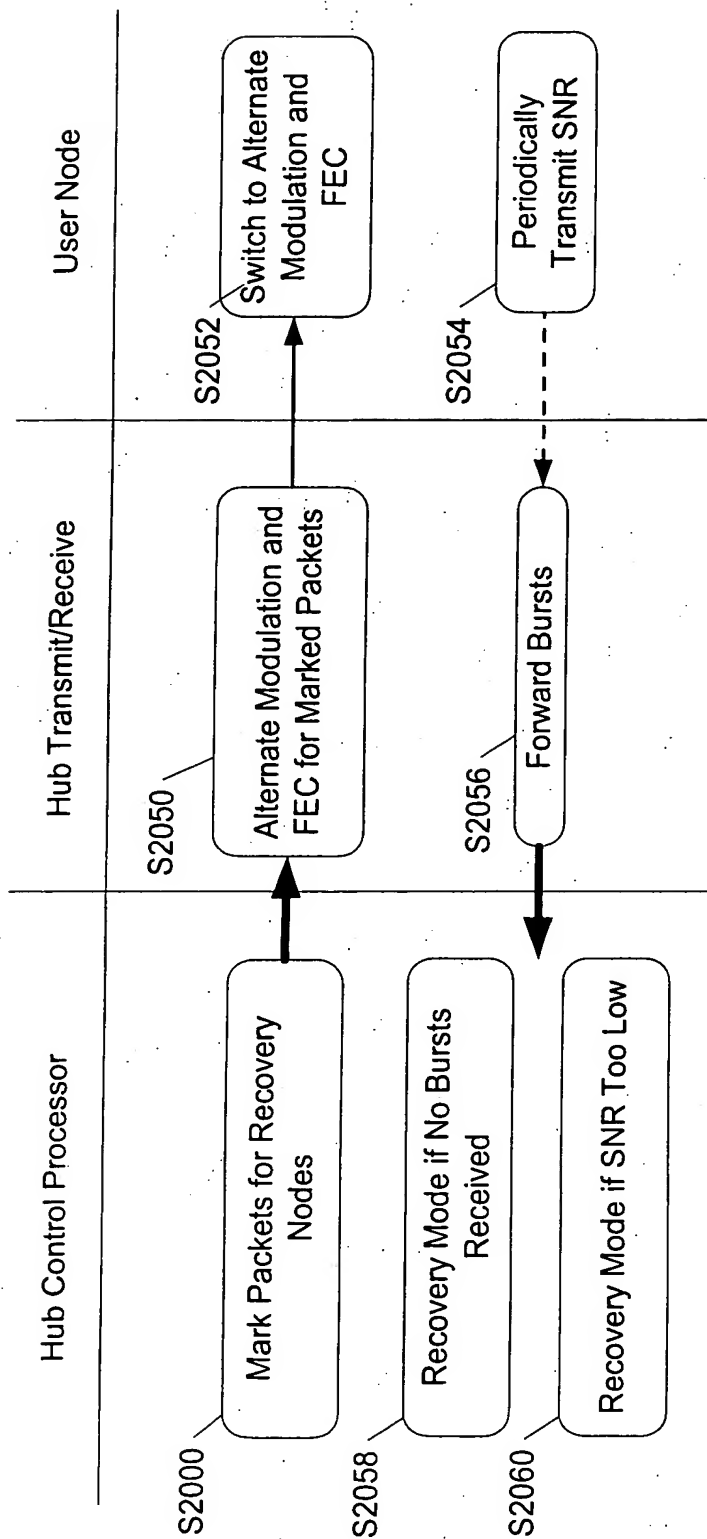 Hub Control Processor
Hub Transmit/Receive
User Node
S2000
Mark Packets for Recovery
Nodes
S2050
Alternate Modulation and
FEC for Marked Packets
S2052
Switch to Alternate
Modulation and
FEC
S2058
Recovery Mode if No Bursts
Received
S2056
Forward Bursts
S2054
Periodically
Transmit SNR
S2060
Recovery Mode if SNR Too Low